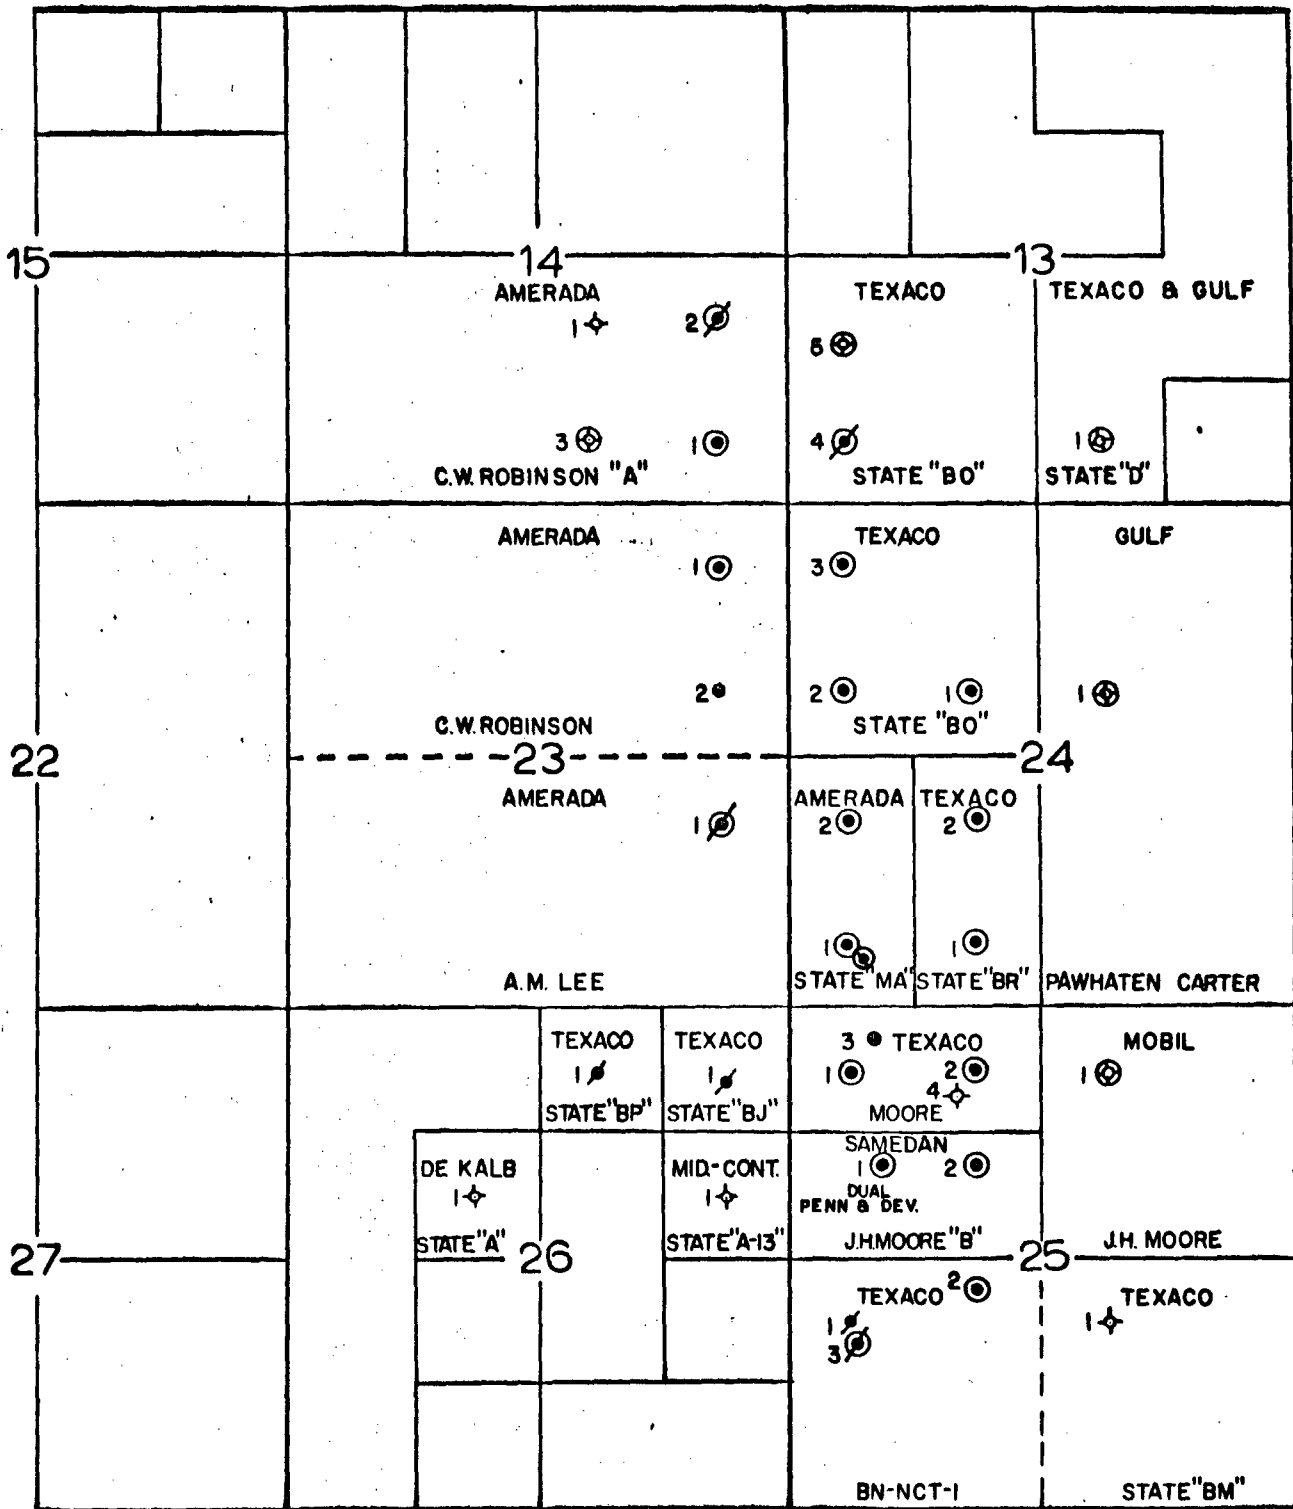 15 14 13
AMERADA TEXACO TEXACO & GULF
1 2
5
3 1 4 1
C.W. ROBINSON "A" STATE "BO" STATE "D"
AMERADA TEXACO GULF
1 3
2 2 1 1
C.W. ROBINSON STATE "BO"
22 23 24
AMERADA AMERADA TEXACO
1 2 2
1 1
A.M. LEE STATE "MA" STATE "BR" PAWHATEN CARTER
TEXACO TEXACO 3 TEXACO MOBIL
1 1 1 2 1
4
STATE "BP" STATE "BJ" MOORE
SAMEDAN
DE KALB MID-CONT. 1 2
1 1 DUAL
PENN & DEV.
STATE "A" STATE "A-13" J.H.MOORE "B" J.H. MOORE
27 26 25
TEXACO 2 TEXACO
1 1
3
BN-NCT-1 STATE "BM"